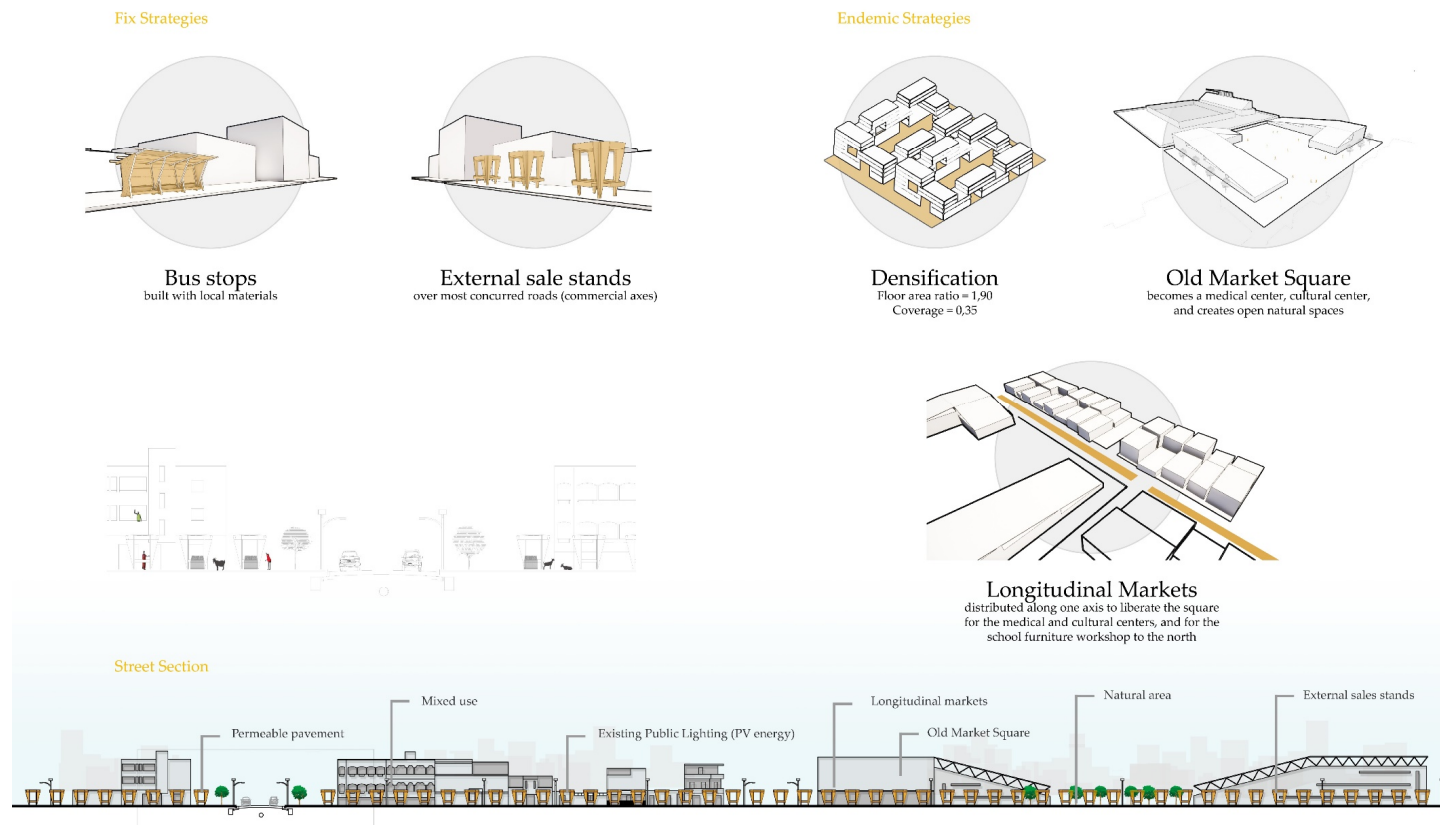 Fix Strategies
Endemic Strategies
Bus stops
built with local materials
External sale stands
over most concurred roads (commercial axes)
Densification
Floor area ratio = 1,90
Coverage = 0,35
Old Market Square
becomes a medical center, cultural center,
and creates open natural spaces
Longitudinal Markets
distributed along one axis to liberate the square
for the medical and cultural centers, and for the
school furniture workshop to the north
Street Section
Permeable pavement
Mixed use
Existing Public Lighting (PV energy)
Longitudinal markets
Old Market Square
Natural area
External sales stands